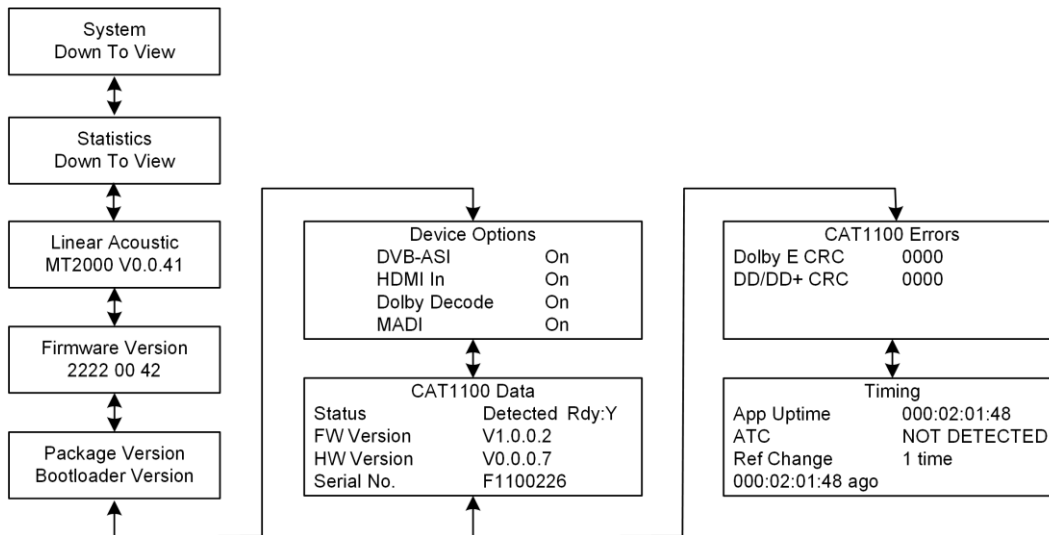 System
Down To View
Statistics
Down To View
Linear Acoustic
MT2000 V0.0.41
Firmware Version
2222 00 42
Package Version
Bootloader Version
Device Options
DVB-ASI On
HDMI In On
Dolby Decode On
MADI On
CAT1100 Data
Status Detected Rdy:Y
FW Version V1.0.0.2
HW Version V0.0.0.7
Serial No. F1100226
CAT1100 Errors
Dolby E CRC 0000
DD/DD+ CRC 0000
Timing
App Uptime 000:02:01:48
ATC NOT DETECTED
Ref Change 1 time
000:02:01:48 ago